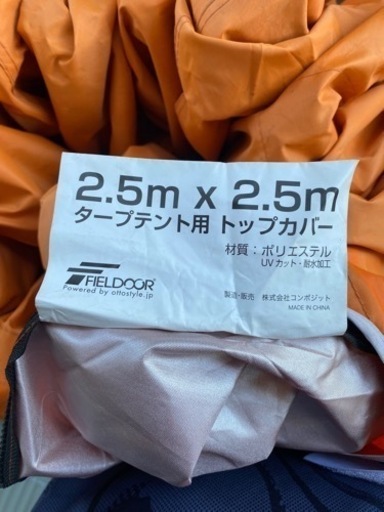 2.5m x 2.5m
タープテント用 トップカバー
材質：ポリエステル
UVカット・耐水加工
FIELDOOR
Powered by ottostyle.jp
製造・販売 株式会社コンポジット
MADE IN CHINA